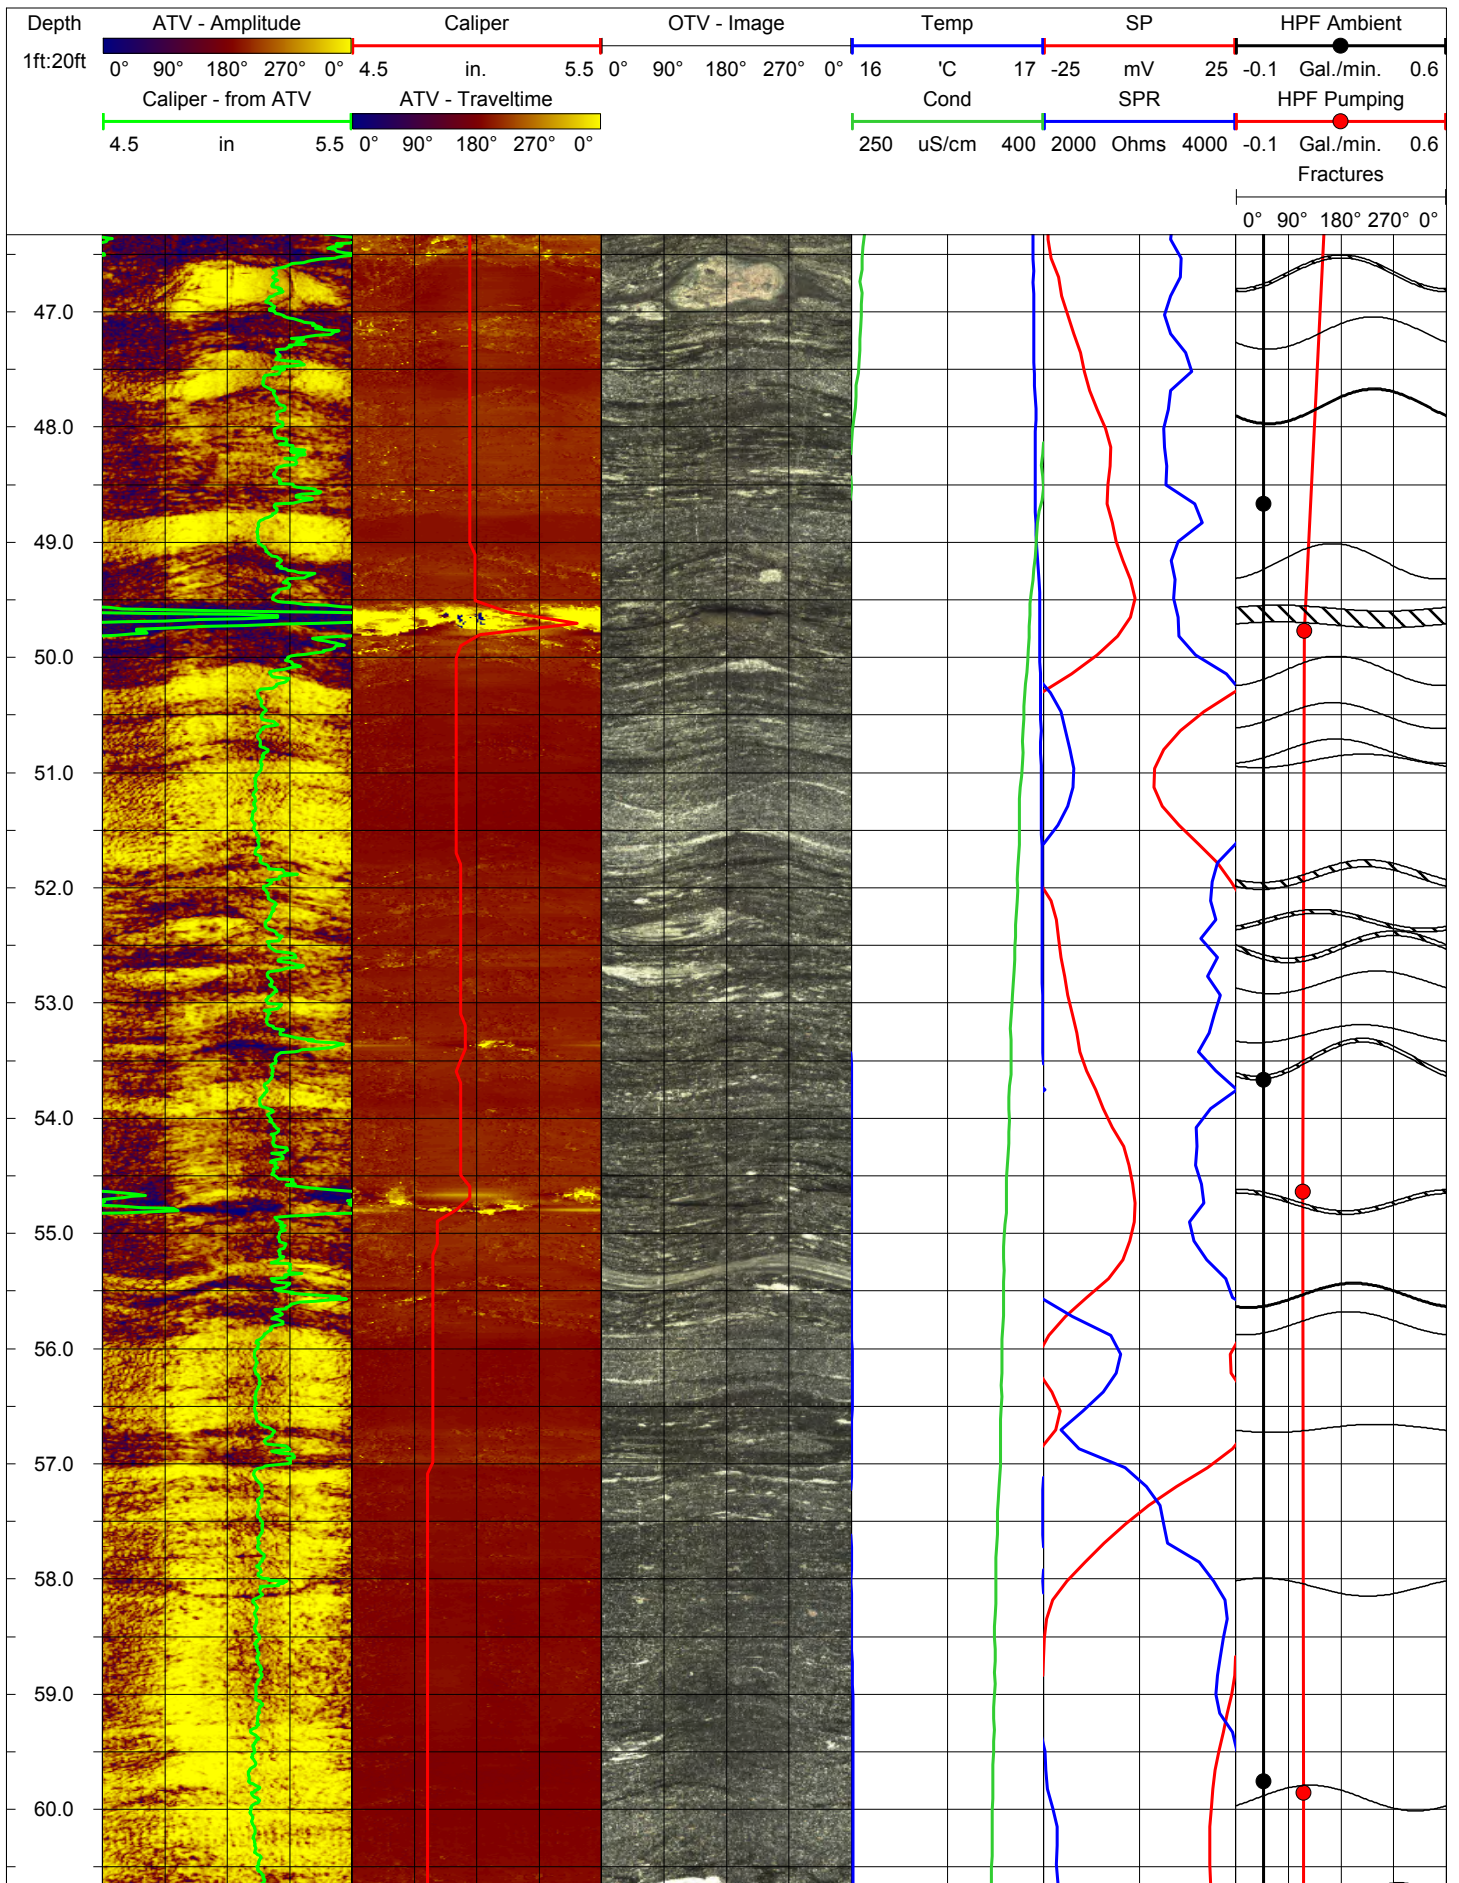 Depth ATV - Amplitude Caliper OTV - Image Temp SP HPF Ambient
1ft:20ft 0° 90° 180° 270° 0° 4.5 in. 5.5 0° 90° 180° 270° 0° 16 'C 17 -25 mV 25 -0.1 Gal./min. 0.6
Caliper - from ATV ATV - Traveltime Cond SPR HPF Pumping
4.5 in 5.5 0° 90° 180° 270° 0° 250 uS/cm 400 2000 Ohms 4000 -0.1 Gal./min. 0.6
Fractures
0° 90° 180° 270° 0°
47.0
48.0
49.0
50.0
51.0
52.0
53.0
54.0
55.0
56.0
57.0
58.0
59.0
60.0